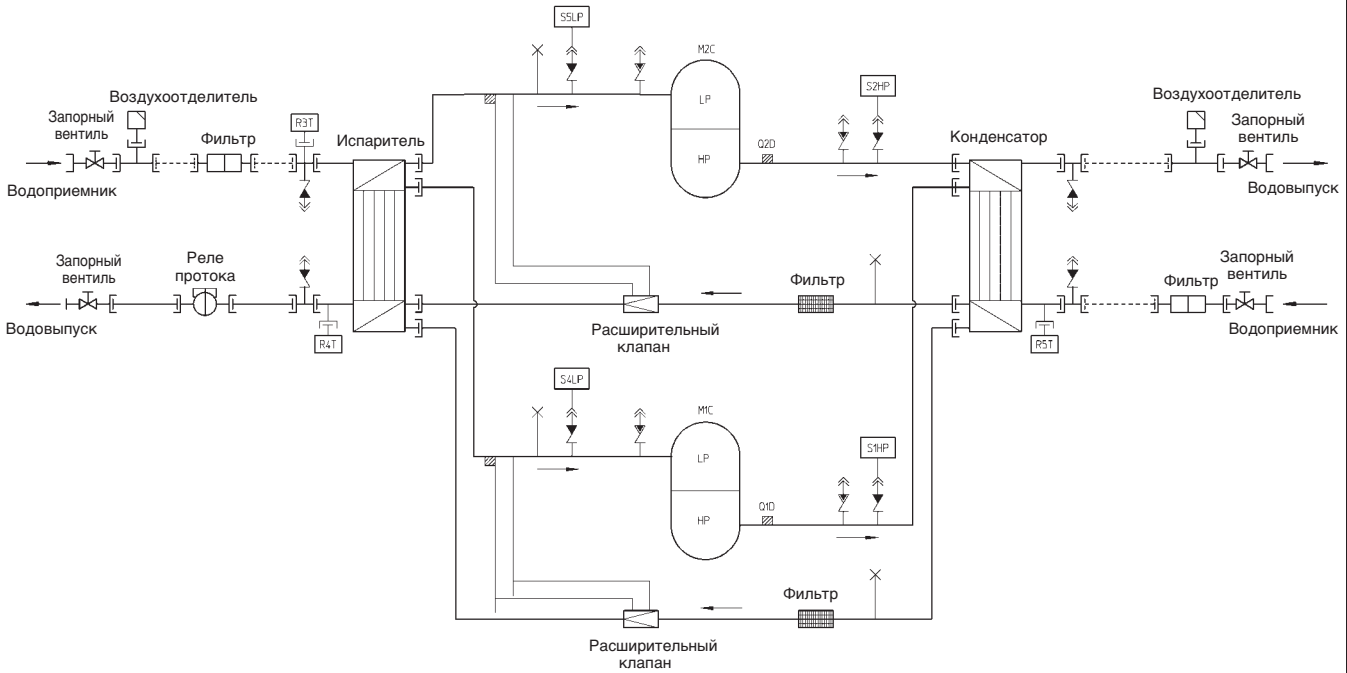 S5LP
M2C
Воздухоотделитель
Запорный
вентиль
Фильтр
R3T
Испаритель
LP
HP
Q2D
S2HP
Конденсатор
Воздухоотделитель
Запорный
вентиль
Водоприемник
Водовыпуск
Запорный
вентиль
Реле
протока
Фильтр
Запорный
вентиль
Фильтр
Водовыпуск
Расширительный
клапан
Водоприемник
R4T
R5T
S4LP
M1C
LP
HP
Q1D
S1HP
Фильтр
Расширительный
клапан